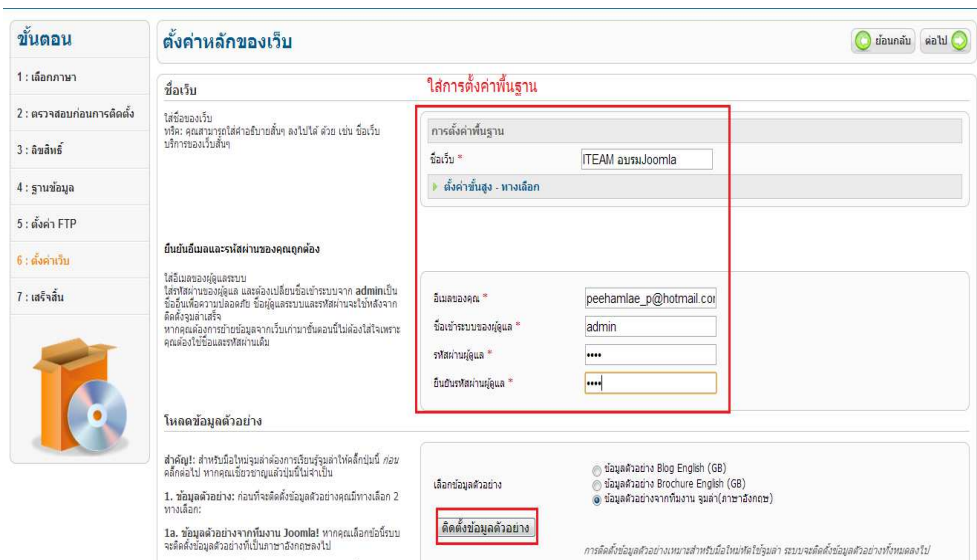 ขั้นตอน
1 : เลือกภาษา
2 : ตรวจสอบก่อนการติดตั้ง
3 : ลิขสิทธิ์
4 : ฐานข้อมูล
5 : ตั้งค่า FTP
6 : ตั้งค่าเว็บ
7 : เสร็จสิ้น
ตั้งค่าหลักของเว็บ
ย้อนกลับ
ต่อไป
ชื่อเว็บ
ใส่การตั้งค่าพื้นฐาน
ใส่ชื่อของเว็บ
ทริค: คุณสามารถใส่คำอธิบายสั้นๆ ลงไปได้ ด้วย เช่น ชื่อเว็บ
บริการของเว็บสั้นๆ
การตั้งค่าพื้นฐาน
ชื่อเว็บ *
ITEAM อบรมJoomla
ตั้งค่าขั้นสูง - ทางเลือก
ยืนยันอีเมลและรหัสผ่านของคุณถูกต้อง
ใส่อีเมลของผู้ดูแลระบบ
ใส่รหัสผ่านของผู้ดูแล และต้องเปลี่ยนชื่อเข้าระบบจาก adminเป็น
ชื่ออื่นเพื่อความปลอดภัย ชื่อผู้ดูแลระบบและรหัสผ่านจะใช้หลังจาก
ติดตั้งจูมล่าเสร็จ
หากคุณต้องการย้ายข้อมูลจากเว็บเก่ามาขั้นตอนนี้ไม่ต้องใส่ใจเพราะ
คุณต้องใช้ชื่อและรหัสผ่านเดิม
อีเมลของคุณ *
peehamlae_p@hotmail.cor
ชื่อเข้าระบบของผู้ดูแล *
admin
รหัสผ่านผู้ดูแล *
••••
ยืนยันรหัสผ่านผู้ดูแล *
••••
โหลดข้อมูลตัวอย่าง
สำคัญ!: สำหรับมือใหม่จูมล่าต้องการเรียนรู้จูมล่าให้คลิ๊กปุ่มนี้ ก่อน
คลิ๊กต่อไป หากคุณเชี่ยวชาญแล้วปุ่มนี้ไม่จำเป็น
1. ข้อมูลตัวอย่าง: ก่อนที่จะติดตั้งข้อมูลตัวอย่างคุณมีทางเลือก 2
ทางเลือก:
1a. ข้อมูลตัวอย่างจากทีมงาน Joomla! หากคุณเลือกข้อนี้ระบบ
จะติดตั้งข้อมูลตัวอย่างที่เป็นภาษาอังกฤษลงไป
เลือกข้อมูลตัวอย่าง
ข้อมูลตัวอย่าง Blog English (GB)
ข้อมูลตัวอย่าง Brochure English (GB)
ข้อมูลตัวอย่างจากทีมงาน จูมล่า(ภาษาอังกฤษ)
ติดตั้งข้อมูลตัวอย่าง
การติดตั้งข้อมูลตัวอย่างเหมาะสำหรับมือใหม่หัดใช้จูมล่า ระบบจะติดตั้งข้อมูลตัวอย่างทั้งหมดลงไป